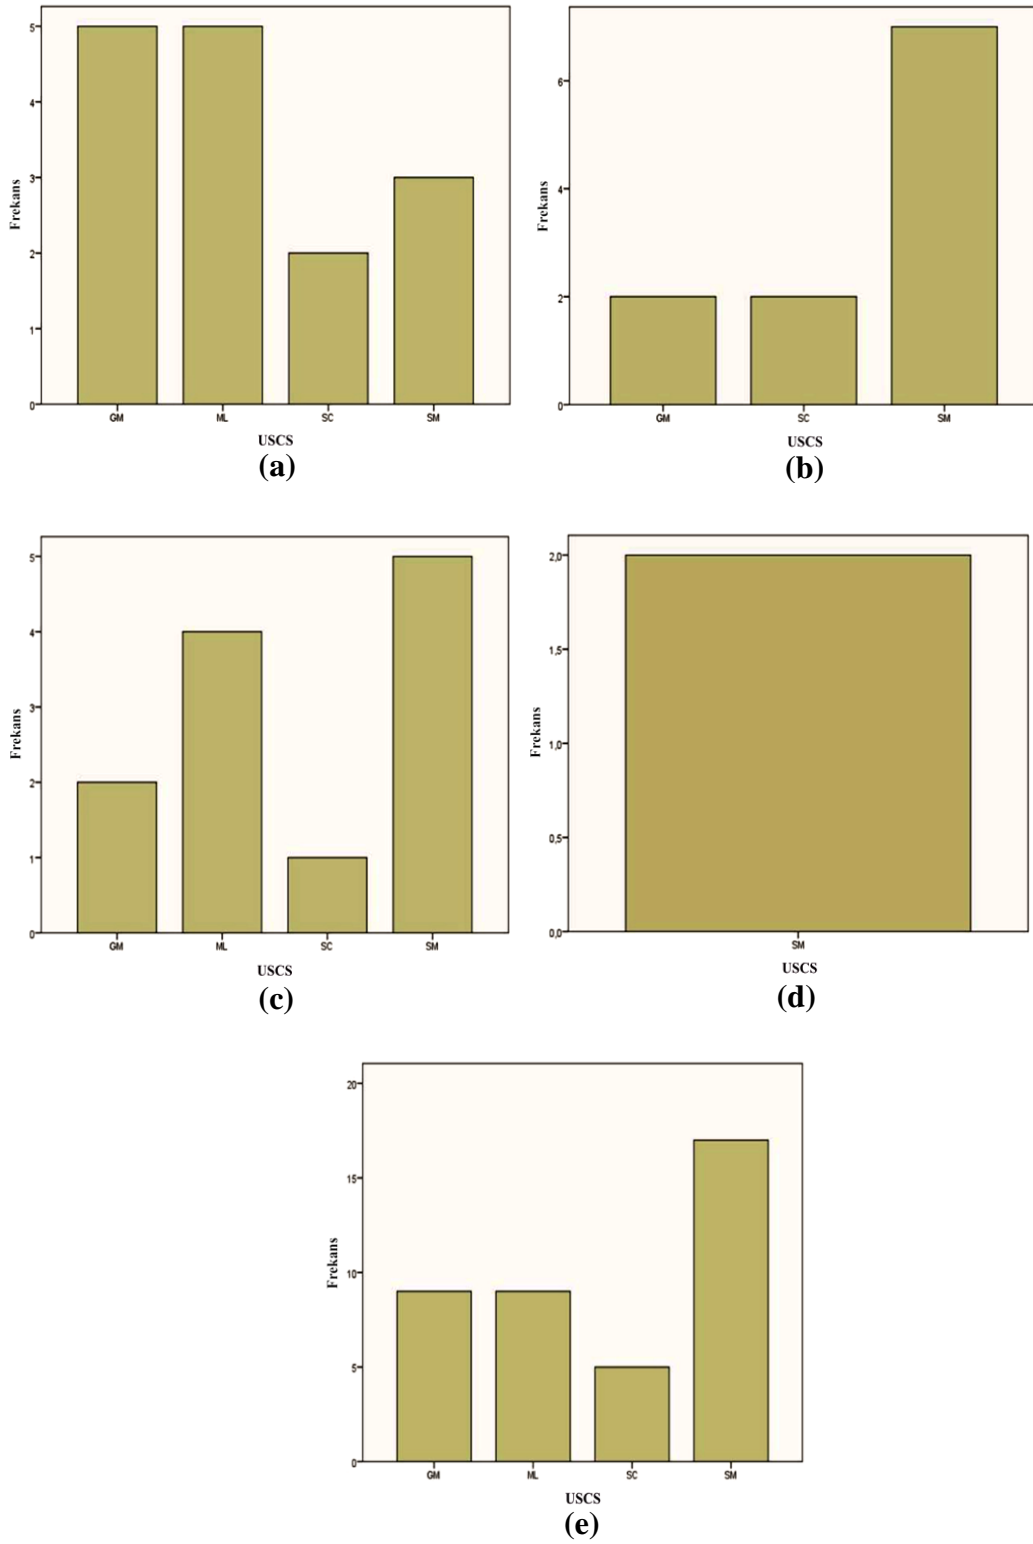 5
4
3
2
1
0
Frekans
GM ML SC SM
USCS
(a)
6
4
2
0
Frekans
GM SC SM
USCS
(b)
5
4
3
2
1
0
Frekans
GM ML SC SM
USCS
(c)
2,0
1,5
1,0
0,5
0,0
Frekans
SM
USCS
(d)
20
15
10
5
0
Frekans
GM ML SC SM
USCS
(e)